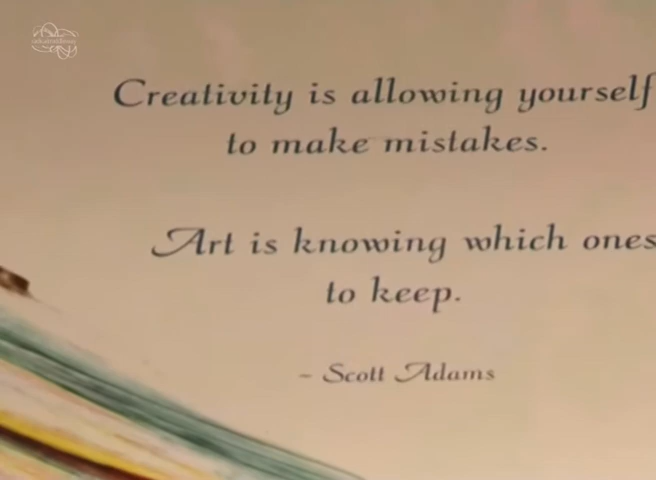 Creativity is allowing yourself
to make mistakes.
Art is knowing which ones
to keep.
- Scott Adams